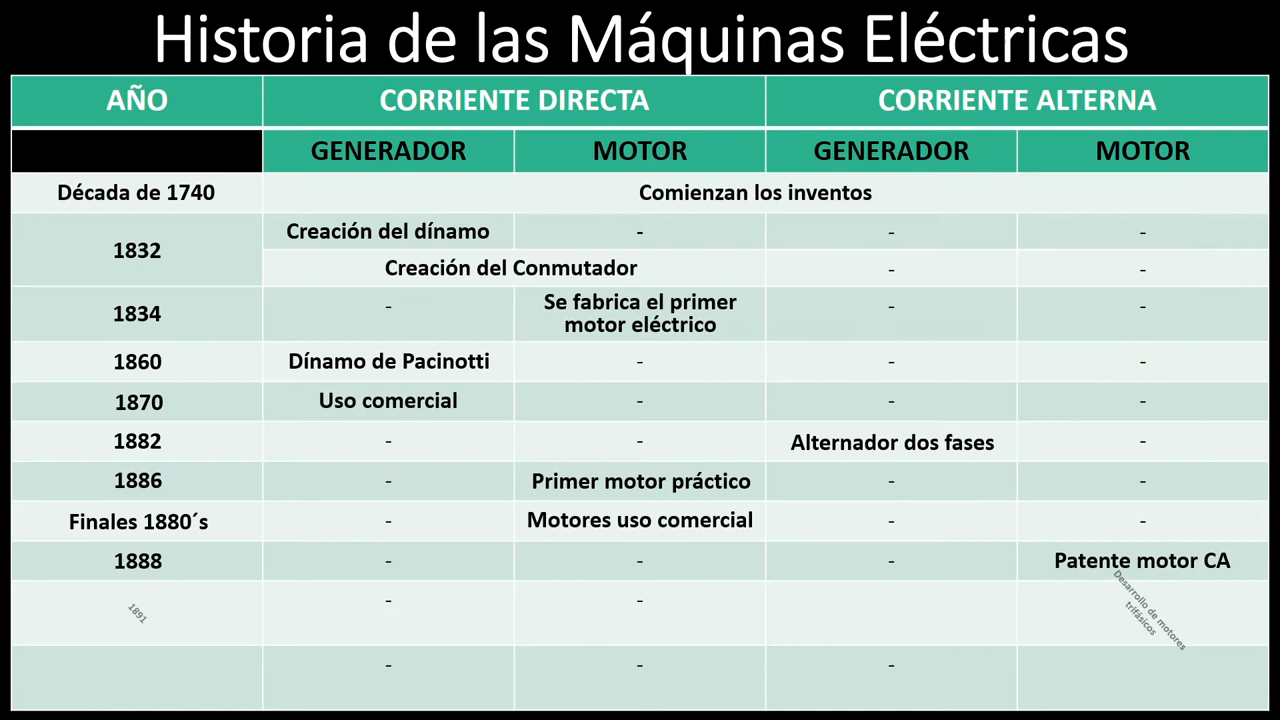 Historia de las Máquinas Eléctricas
AÑO CORRIENTE DIRECTA CORRIENTE ALTERNA
GENERADOR MOTOR GENERADOR MOTOR
Década de 1740 Comienzan los inventos
1832 Creación del dínamo - - -
Creación del Conmutador - -
1834 - Se fabrica el primer
motor eléctrico - -
1860 Dínamo de Pacinotti - - -
1870 Uso comercial - - -
1882 - - Alternador dos fases -
1886 - Primer motor práctico - -
Finales 1880´s - Motores uso comercial - -
1888 - - - Patente motor CA
1891 - - Desarrollo de motores
trifásicos
- - -